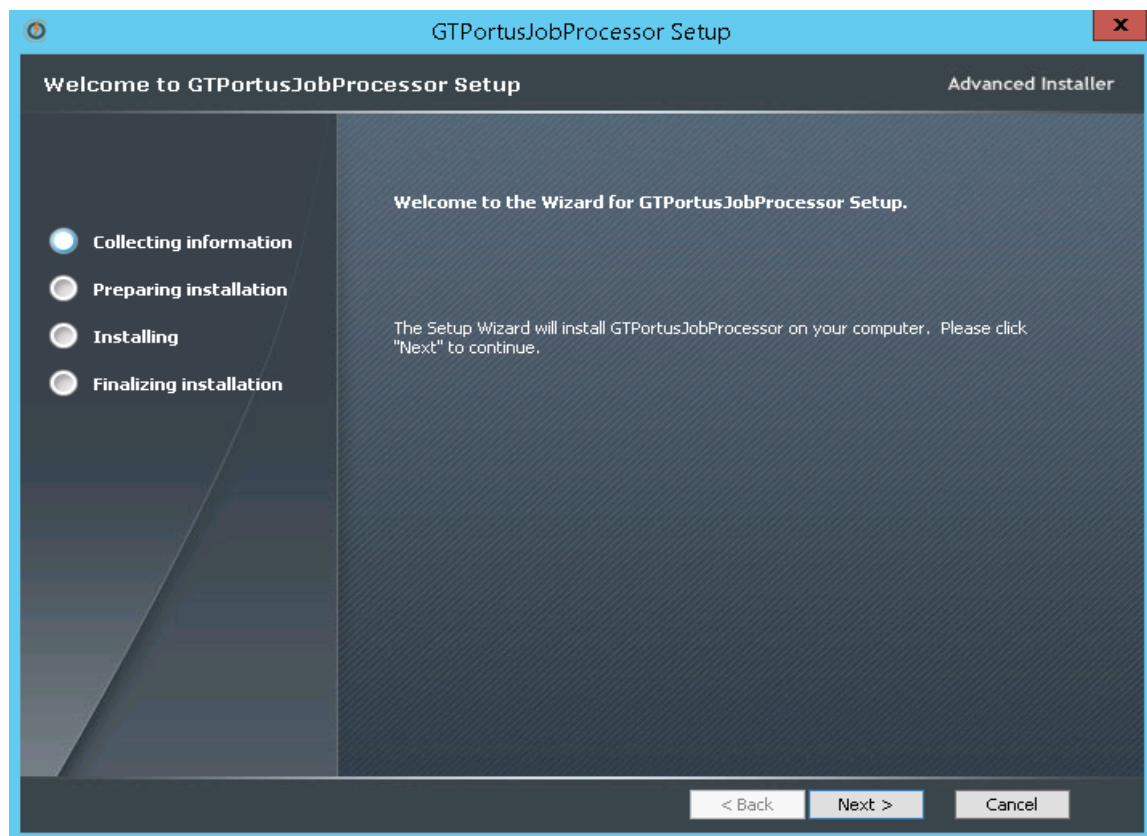 GTPortusJobProcessor Setup
x
Welcome to GTPortusJobProcessor Setup
Advanced Installer
Collecting information
Preparing installation
Installing
Finalizing installation
Welcome to the Wizard for GTPortusJobProcessor Setup.
The Setup Wizard will install GTPortusJobProcessor on your computer.  Please click
"Next" to continue.
< Back
Next >
Cancel